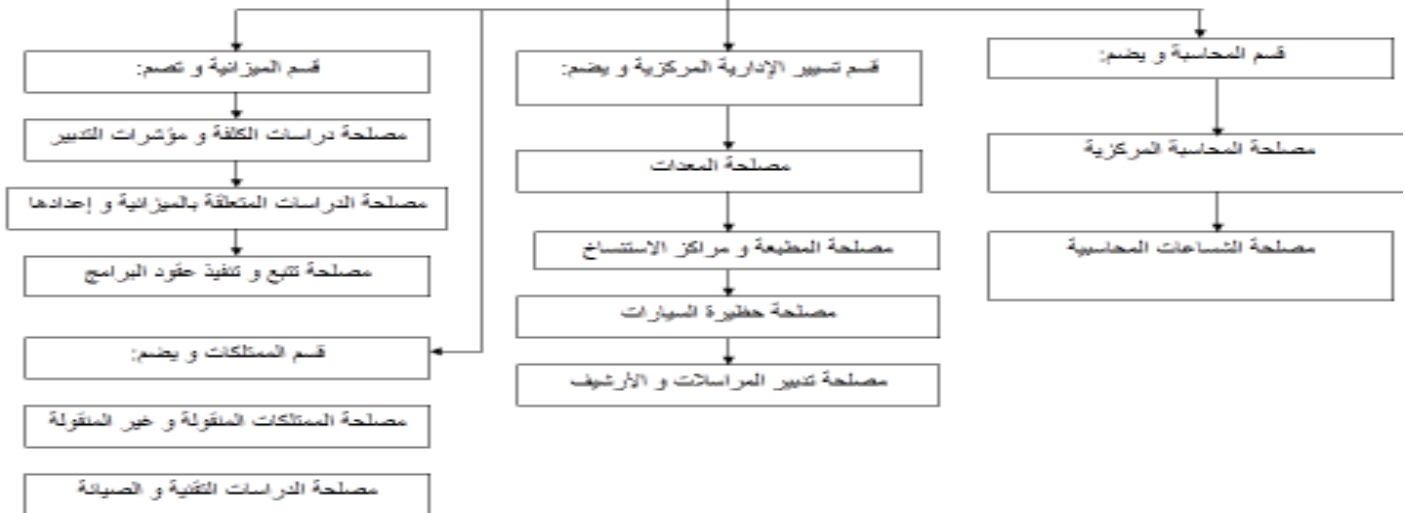 قسم المحاسبة و يضم:
مصلحة المحاسبة المركزية
مصلحة الشساعات المحاسبية
قسم تسيير الإدارية المركزية و يضم:
مصلحة المعدات
مصلحة المطبعة و مراكز الاستنساخ
مصلحة حظيرة السيارات
مصلحة تدبير المراسلات و الأرشيف
قسم الميزانية و تضم:
مصلحة دراسات الكلفة و مؤشرات التدبير
مصلحة الدراسات المتعلقة بالميزانية و إعدادها
مصلحة تتبع و تنفيذ عقود البرامج
قسم الممتلكات و يضم:
مصلحة الممتلكات المنقولة و غير المنقولة
مصلحة الدراسات التقنية و الصيانة